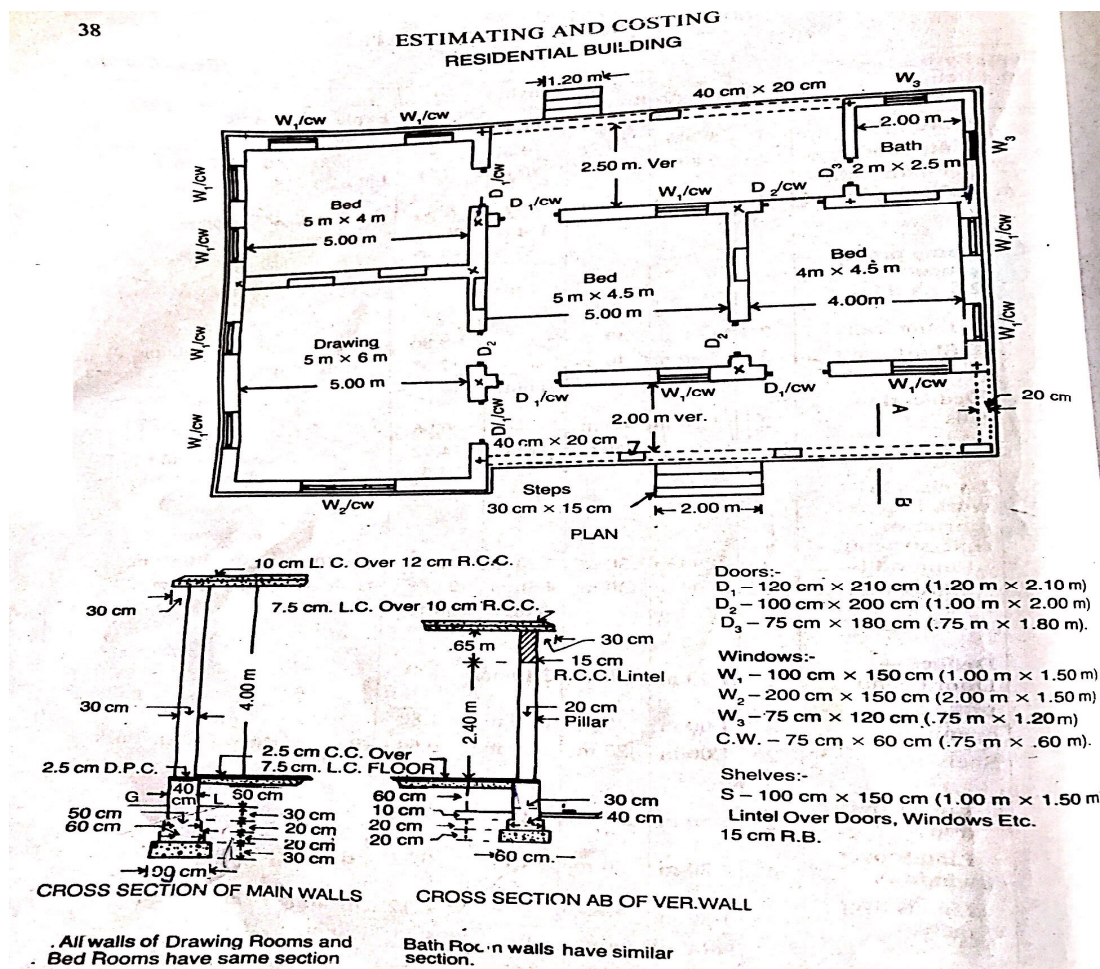 38
ESTIMATING AND COSTING
RESIDENTIAL BUILDING
1.20 m
40 cm × 20 cm
W3
W1/cw
W1/cw
2.00 m
Bath
2 m × 2.5 m
W3
2.50 m. Ver
D3
W1/cw
D1/cw
D1/cw
W1/cw
D2/cw
Bed
5 m × 4 m
5.00 m
W1/cw
Bed
5 m × 4.5 m
5.00 m
Bed
4m × 4.5 m
4.00m
W1/cw
W1/cw
Drawing
5 m × 6 m
5.00 m
W1/cw
D2
D2
W1/cw
D1/cw
W1/cw
D1/cw
W1/cw
20 cm
2.00 m ver.
A
D1/cw
W1/cw
40 cm × 20 cm
W2/cw
Steps
30 cm × 15 cm
2.00 m
B
PLAN
10 cm L. C. Over 12 cm R.C.C.
30 cm
7.5 cm. L.C. Over 10 cm R.C.C.
.65 m
30 cm
15 cm
R.C.C. Lintel
4.00 m
30 cm
2.40 m
20 cm
Pillar
2.5 cm D.P.C.
2.5 cm C.C. Over
7.5 cm. L.C. FLOOR
40 cm
G
L
50 cm
60 cm
30 cm
20 cm
20 cm
30 cm
60 cm
10 cm
20 cm
20 cm
30 cm
40 cm
60 cm.
CROSS SECTION OF MAIN WALLS
CROSS SECTION AB OF VER.WALL
. All walls of Drawing Rooms and
. Bed Rooms have same section
Bath Room walls have similar
section.
Doors:-
D1 – 120 cm × 210 cm (1.20 m × 2.10 m)
D2 – 100 cm × 200 cm (1.00 m × 2.00 m)
D3 – 75 cm × 180 cm (.75 m × 1.80 m).
Windows:-
W1 – 100 cm × 150 cm (1.00 m × 1.50 m)
W2 – 200 cm × 150 cm (2.00 m × 1.50 m)
W3 – 75 cm × 120 cm (.75 m × 1.20 m)
C.W. – 75 cm × 60 cm (.75 m × .60 m).
Shelves:-
S – 100 cm × 150 cm (1.00 m × 1.50 m
Lintel Over Doors, Windows Etc.
15 cm R.B.